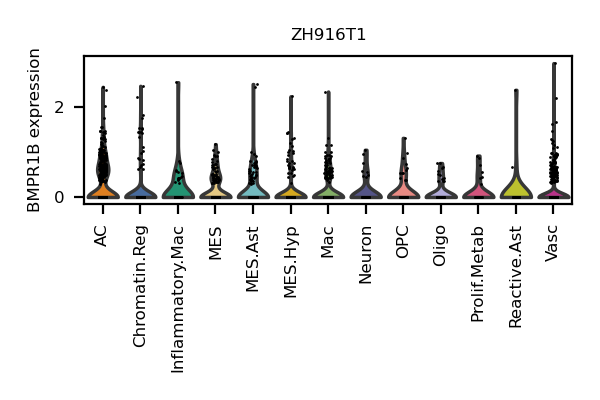 ZH916T1
BMPR1B expression
2
0
AC
Chromatin.Reg
Inflammatory.Mac
MES
MES.Ast
MES.Hyp
Mac
Neuron
OPC
Oligo
Prolif.Metab
Reactive.Ast
Vasc